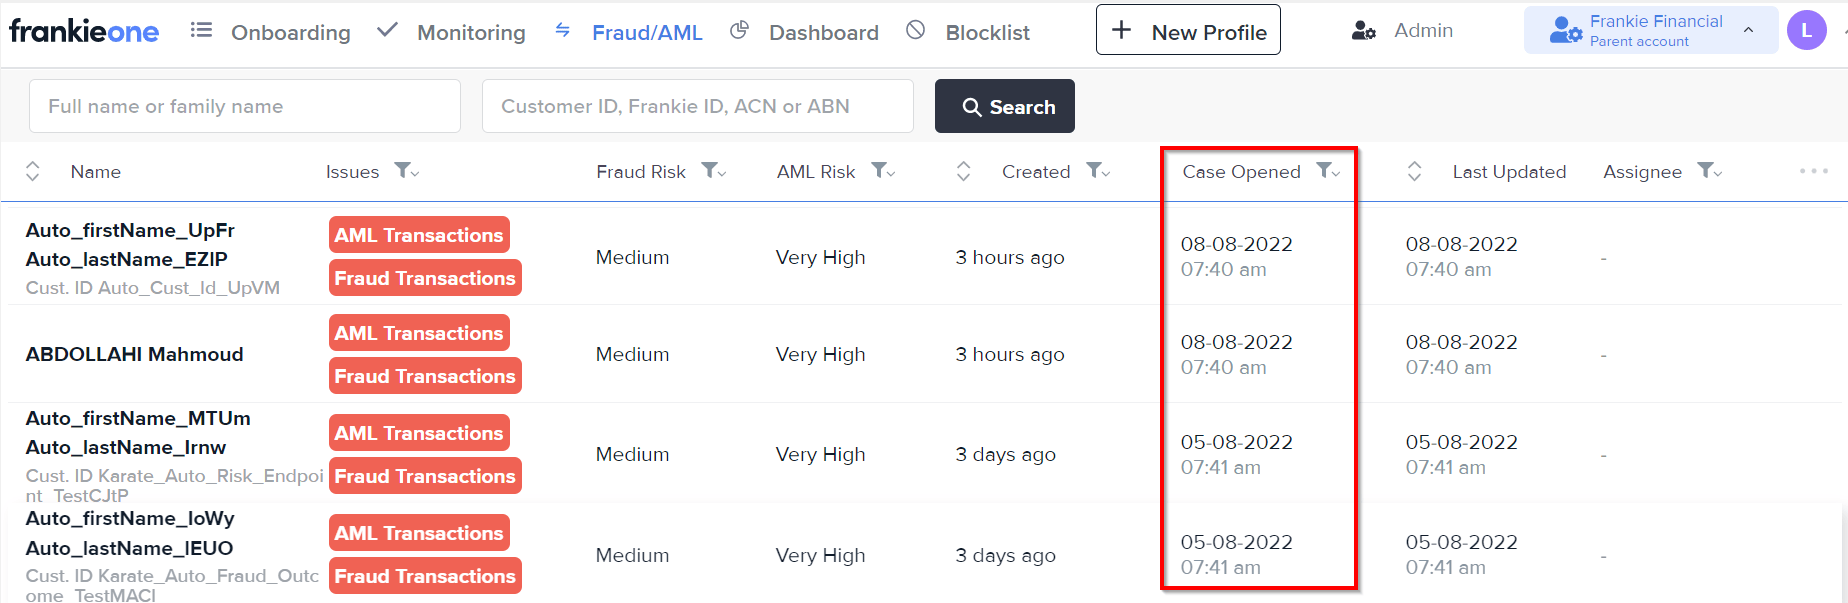 frankieone Onboarding Monitoring Fraud/AML Dashboard Blocklist + New Profile Admin Frankie Financial L
Parent account
Full name or family name Customer ID, Frankie ID, ACN or ABN Search
Name Issues Fraud Risk AML Risk Created Case Opened Last Updated Assignee
Auto_firstName_UpFr
Auto_lastName_EZIP
Cust. ID Auto_Cust_Id_UpVM
AML Transactions
Fraud Transactions
Medium
Very High
3 hours ago
08-08-2022
07:40 am
08-08-2022
07:40 am
-
ABDOLLAHI Mahmoud
AML Transactions
Fraud Transactions
Medium
Very High
3 hours ago
08-08-2022
07:40 am
08-08-2022
07:40 am
-
Auto_firstName_MTUm
Auto_lastName_Irnw
Cust. ID Karate_Auto_Risk_Endpoi
nt_TestCJtP
AML Transactions
Fraud Transactions
Medium
Very High
3 days ago
05-08-2022
07:41 am
05-08-2022
07:41 am
-
Auto_firstName_IoWy
Auto_lastName_IEUO
Cust. ID Karate_Auto_Fraud_Outc
ome_TestMACI
AML Transactions
Fraud Transactions
Medium
Very High
3 days ago
05-08-2022
07:41 am
05-08-2022
07:41 am
-